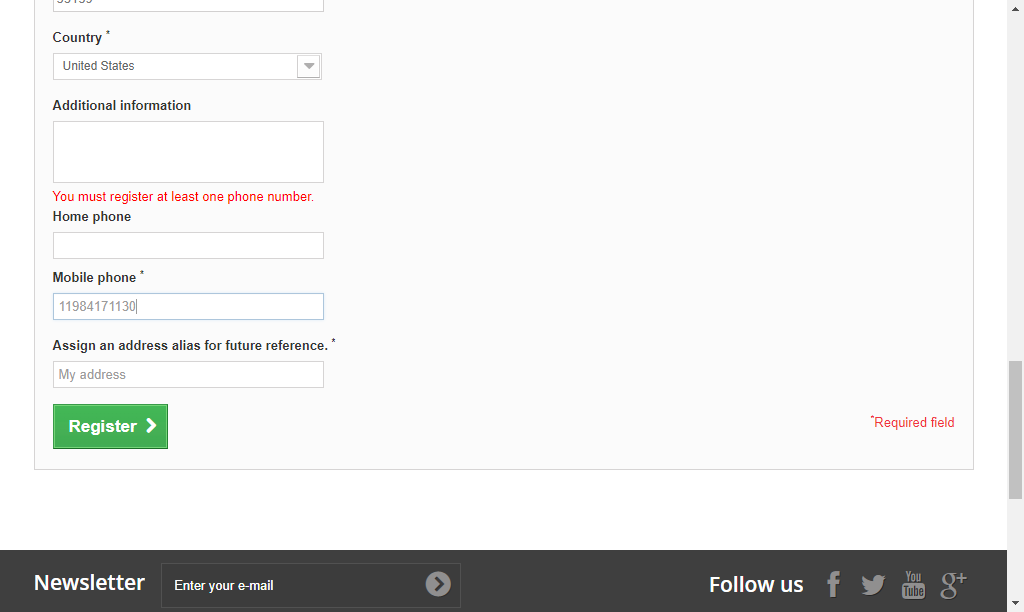 Country *
United States
Additional information
You must register at least one phone number.
Home phone
Mobile phone *
11984171130
Assign an address alias for future reference. *
My address
Register
*Required field
Newsletter
Enter your e-mail
Follow us
You
Tube
g+